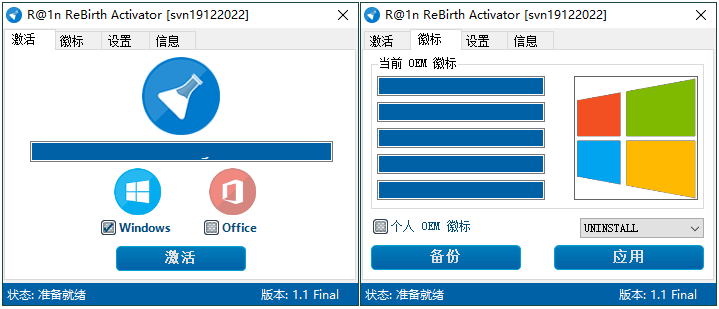 R@1n ReBirth Activator [svn19122022]
激活 徽标 设置 信息
Windows Office
激活
状态: 准备就绪 版本: 1.1 Final
R@1n ReBirth Activator [svn19122022]
激活 徽标 设置 信息
当前 OEM 徽标
个人 OEM 徽标 UNINSTALL
备份 应用
状态: 准备就绪 版本: 1.1 Final